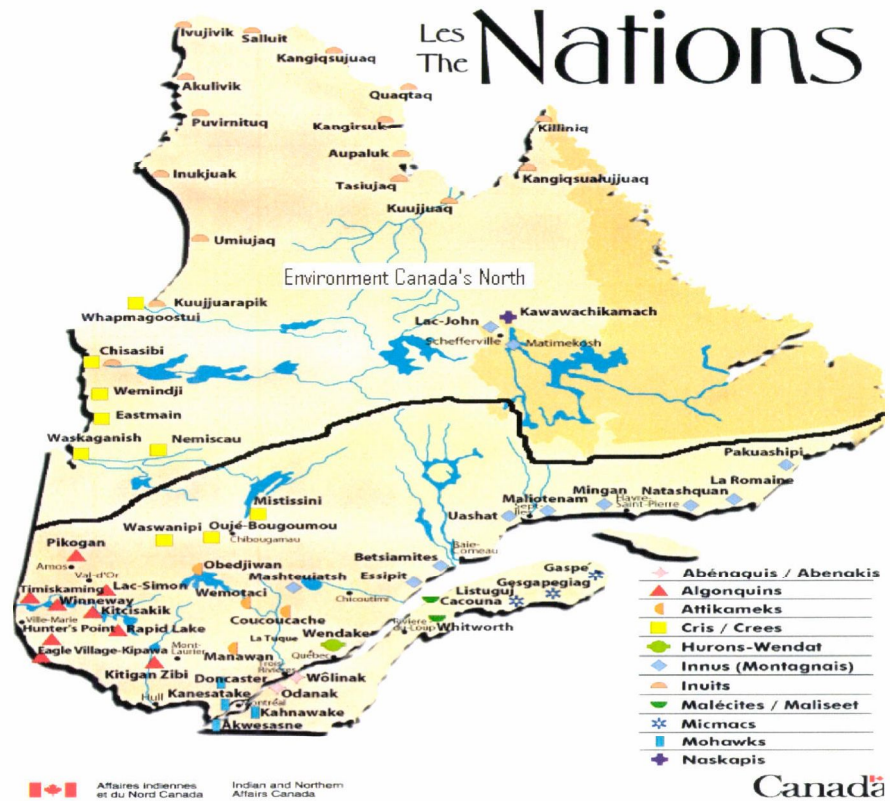 Les
The
Nations
Ivujivik
Salluit
Kangiqsujuaq
Akulivik
Quaqtaq
Puvirnituq
Kangirsuk
Killiniq
Aupaluk
Inukjuak
Tasiujaq
Kangiqsualujjuaq
Kuujjuaq
Umiujaq
Environment Canada's North
Kuujjuarapik
Whapmagoostui
Kawawachikamach
Lac-John
Schefferville
Matimekosh
Chisasibi
Wemindji
Eastmain
Waskaganish
Nemiscau
Pakuashipi
La Romaine
Mistissini
Mingan
Natashquan
Maliotenam
Havre-
Saint-Pierre
Sept-
Îles
Uashat
Waswanipi
Oujé-Bougoumou
Chibougamau
Pikogan
Amos
Baie-
Comeau
Betsiamites
Obedjiwan
Mashteuiatsh
Essipit
Val-d'Or
Lac-Simon
Timiskaming
Winneway
Wemotaci
Chicoutimi
Kitcisakik
Coucoucache
Ville-Marie
Hunter's Point
Rapid Lake
La Tuque
Wendake
Québec
Eagle Village-Kipawa
Mont-
Laurier
Manawan
Trois-
Rivières
Kitigan Zibi
Doncaster
Wôlinak
Hull
Kanesatake
Odanak
Montréal
Kahnawake
Akwesasne
Gaspe
Gesgapegiag
Listuguj
Cacouna
Rivière
du-Loup
Whitworth
Abénaquis / Abenakis
Algonquins
Attikameks
Cris / Crees
Hurons-Wendat
Innus (Montagnais)
Inuits
Malécites / Maliseet
Micmacs
Mohawks
Naskapis
Affaires indiennes
et du Nord Canada
Indian and Northern
Affairs Canada
Canada